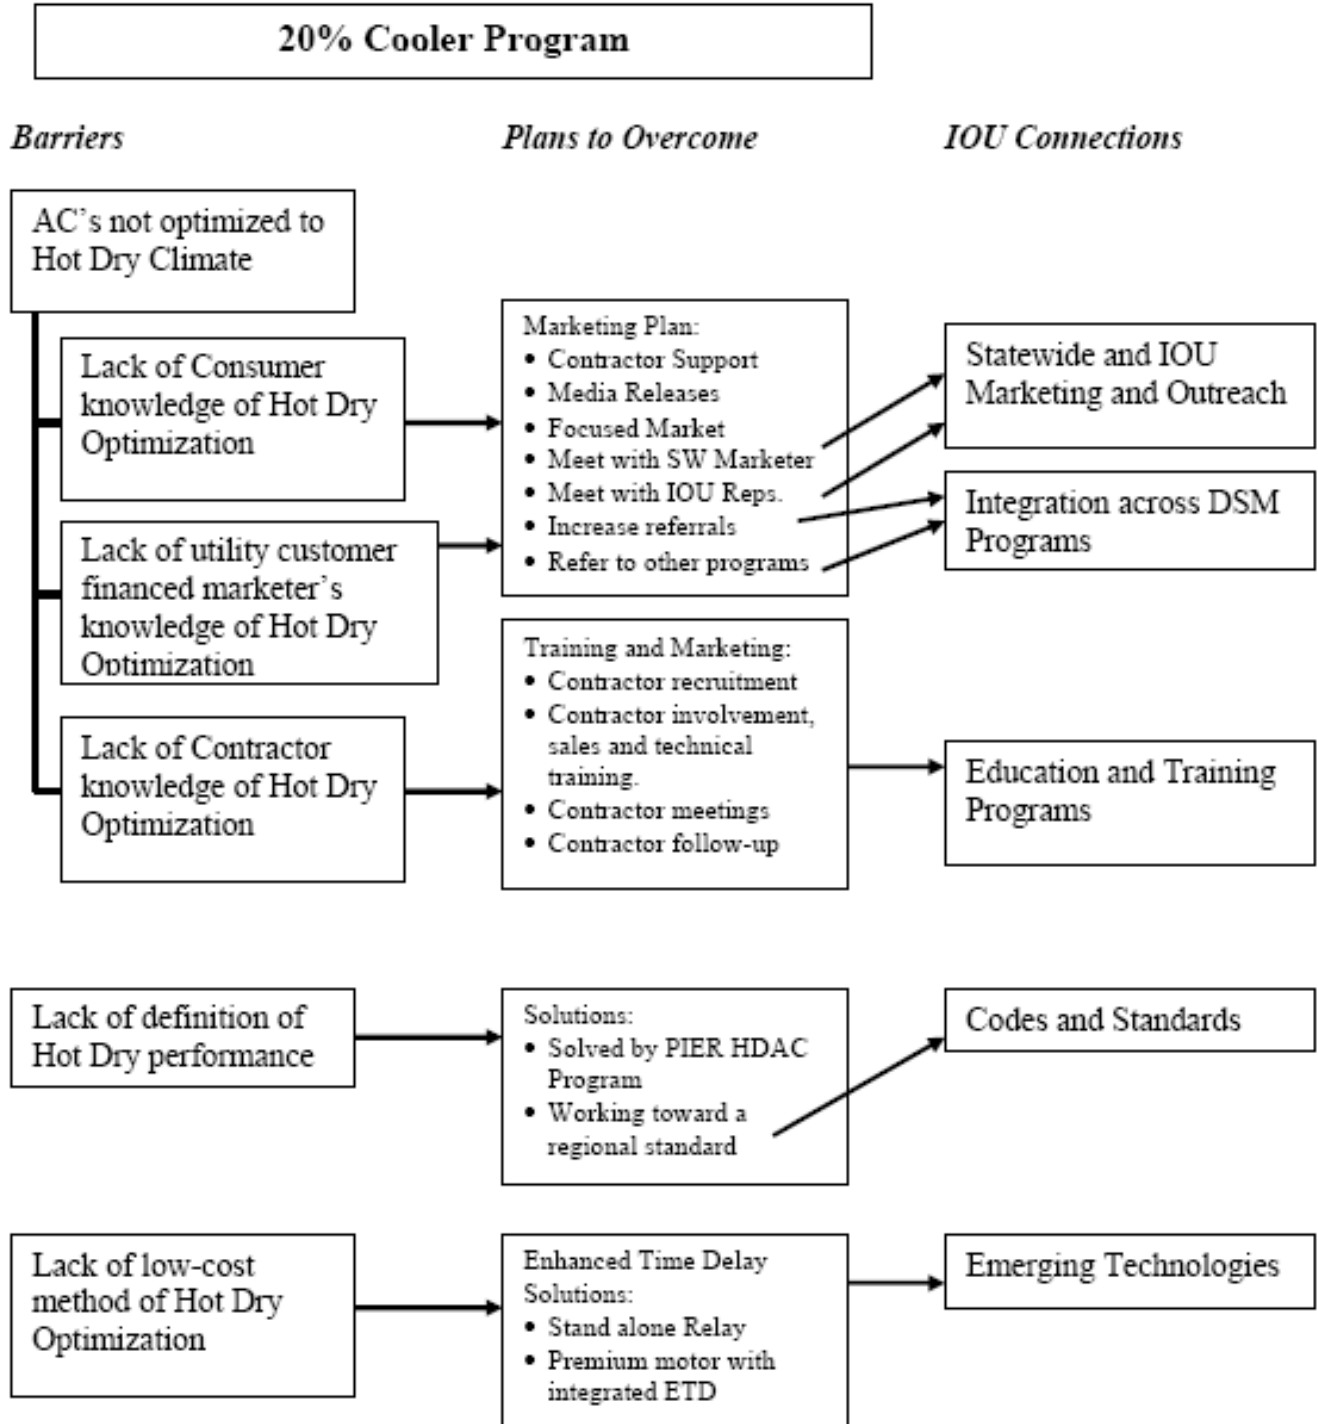 20% Cooler Program
Barriers
Plans to Overcome
IOU Connections
AC's not optimized to
Hot Dry Climate
Lack of Consumer
knowledge of Hot Dry
Optimization
Lack of utility customer
financed marketer's
knowledge of Hot Dry
Optimization
Lack of Contractor
knowledge of Hot Dry
Optimization
Marketing Plan:
• Contractor Support
• Media Releases
• Focused Market
• Meet with SW Marketer
• Meet with IOU Reps.
• Increase referrals
• Refer to other programs
Training and Marketing:
• Contractor recruitment
• Contractor involvement,
sales and technical
training.
• Contractor meetings
• Contractor follow-up
Statewide and IOU
Marketing and Outreach
Integration across DSM
Programs
Education and Training
Programs
Lack of definition of
Hot Dry performance
Solutions:
• Solved by PIER HDAC
Program
• Working toward a
regional standard
Codes and Standards
Lack of low-cost
method of Hot Dry
Optimization
Enhanced Time Delay
Solutions:
• Stand alone Relay
• Premium motor with
integrated ETD
Emerging Technologies